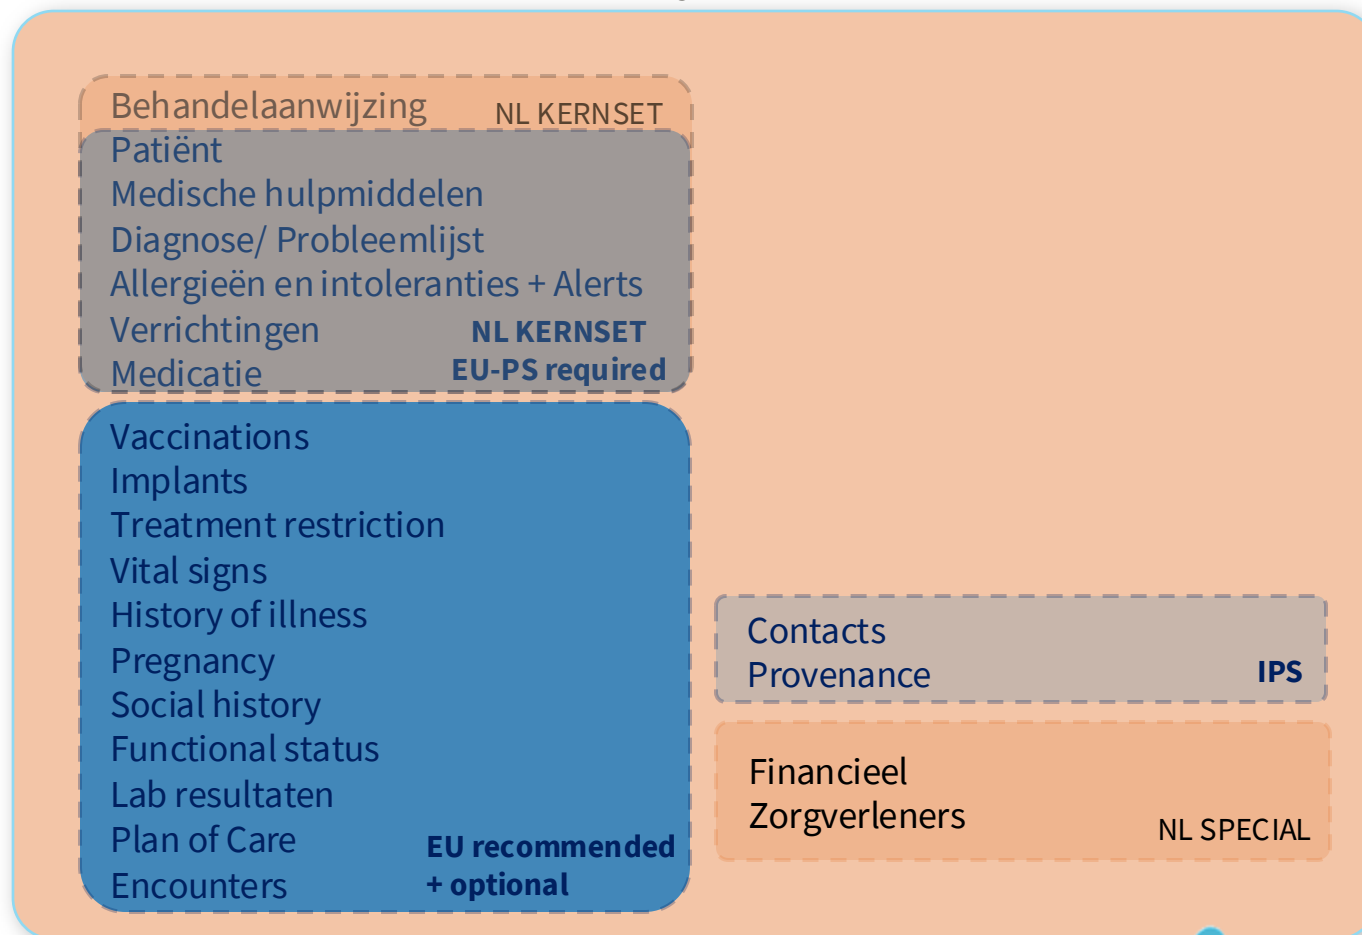 Behandelaanwijzing NL KERNSET
Patiënt
Medische hulpmiddelen
Diagnose/ Probleemlijst
Allergieën en intoleranties + Alerts
Verrichtingen NL KERNSET
Medicatie EU-PS required
Vaccinations
Implants
Treatment restriction
Vital signs
History of illness
Pregnancy
Social history
Functional status
Lab resultaten
Plan of Care EU recommended
Encounters + optional
Contacts
Provenance IPS
Financieel
Zorgverleners NL SPECIAL